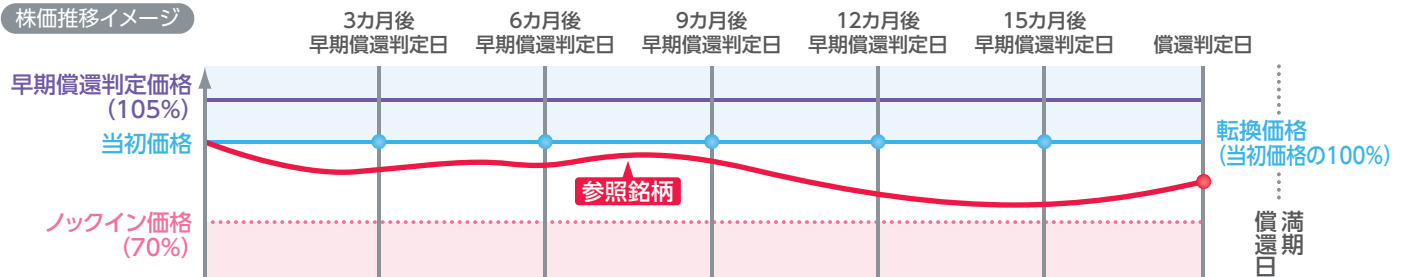 株価推移イメージ
3カ月後
早期償還判定日
6カ月後
早期償還判定日
9カ月後
早期償還判定日
12カ月後
早期償還判定日
15カ月後
早期償還判定日
償還判定日
早期償還判定価格
(105%)
当初価格
転換価格
(当初価格の100%)
参照銘柄
ノックイン価格
(70%)
満期
償還日